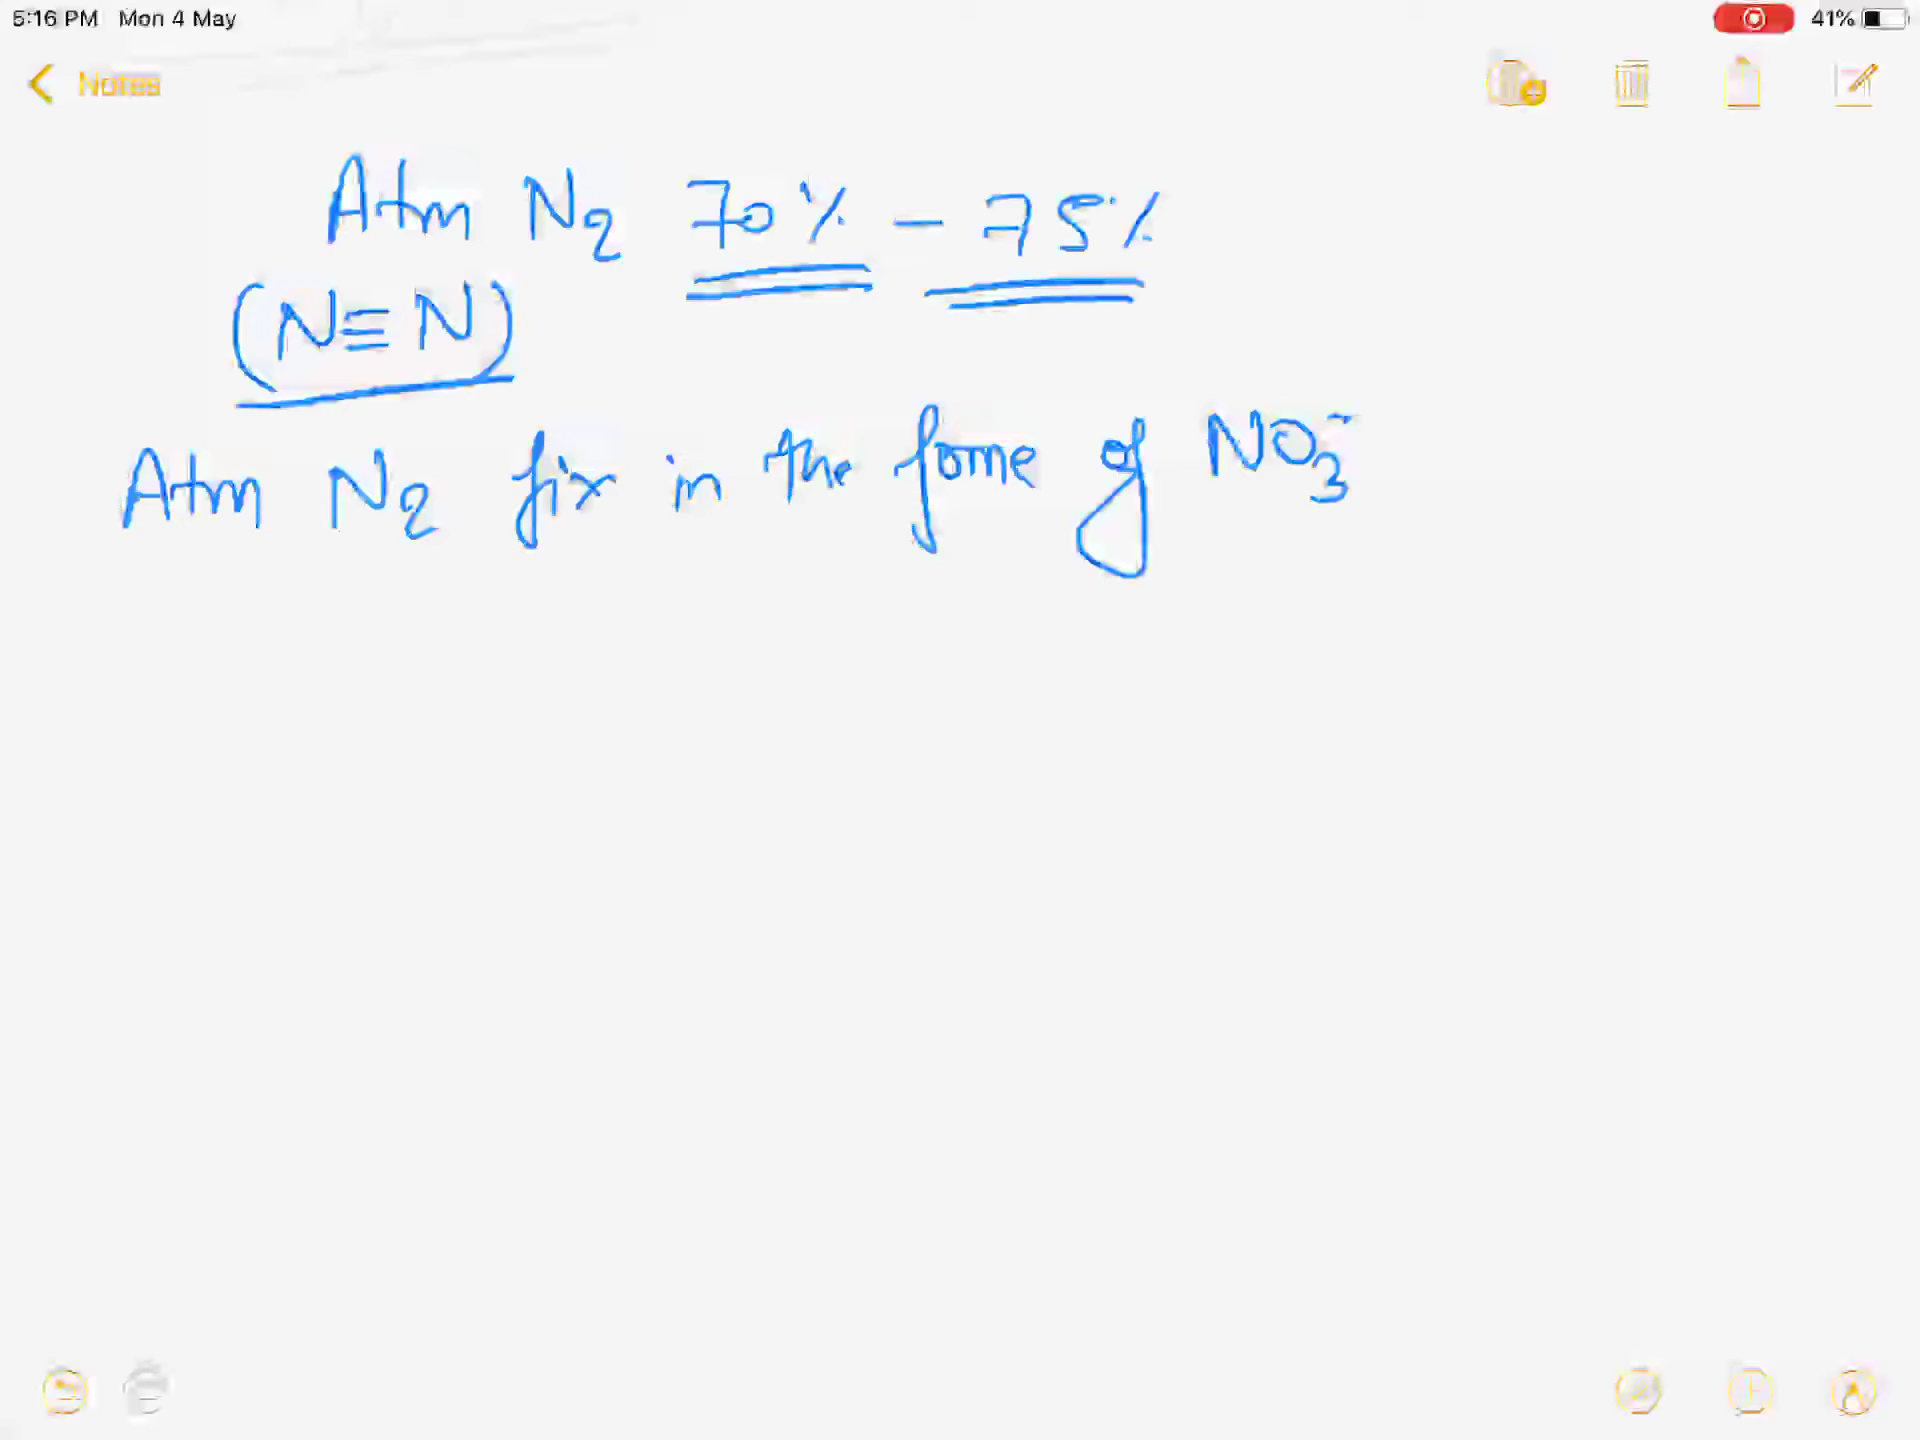 5:16 PM Mon 4 May 41%
Notes
Atm N₂ 70% - 75%
(N≡N)
Atm N₂ fix in the forme of NO₃⁻